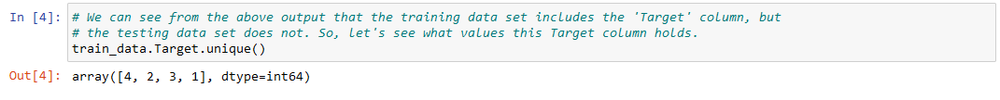 In [4]: # We can see from the above output that the training data set includes the 'Target' column, but
# the testing data set does not. So, let's see what values this Target column holds.
train_data.Target.unique()
Out[4]: array([4, 2, 3, 1], dtype=int64)